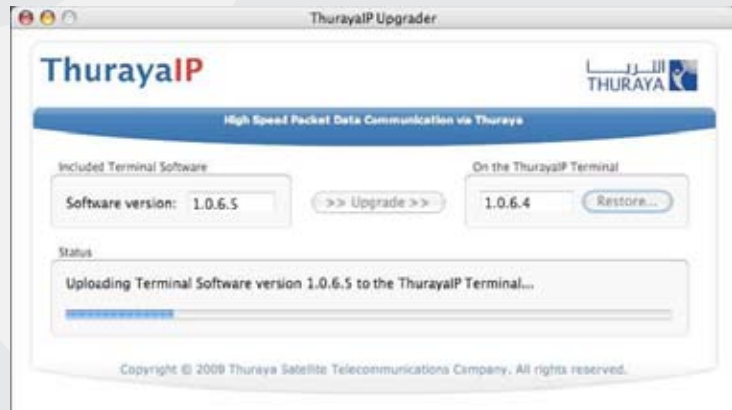 ThurayaIP Upgrader
ThurayaIP
الثريـــــا
THURAYA
High Speed Packet Data Communication via Thuraya
Included Terminal Software
On the ThurayaIP Terminal
Software version: 1.0.6.5
>> Upgrade >>
1.0.6.4
Restore...
Status
Uploading Terminal Software version 1.0.6.5 to the ThurayaIP Terminal...
Copyright © 2009 Thuraya Satellite Telecommunications Company. All rights reserved.